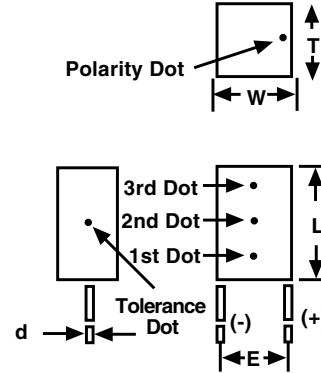 Polarity Dot
T
W
3rd Dot
2nd Dot
1st Dot
L
Tolerance
Dot
d
(-)
(+
E